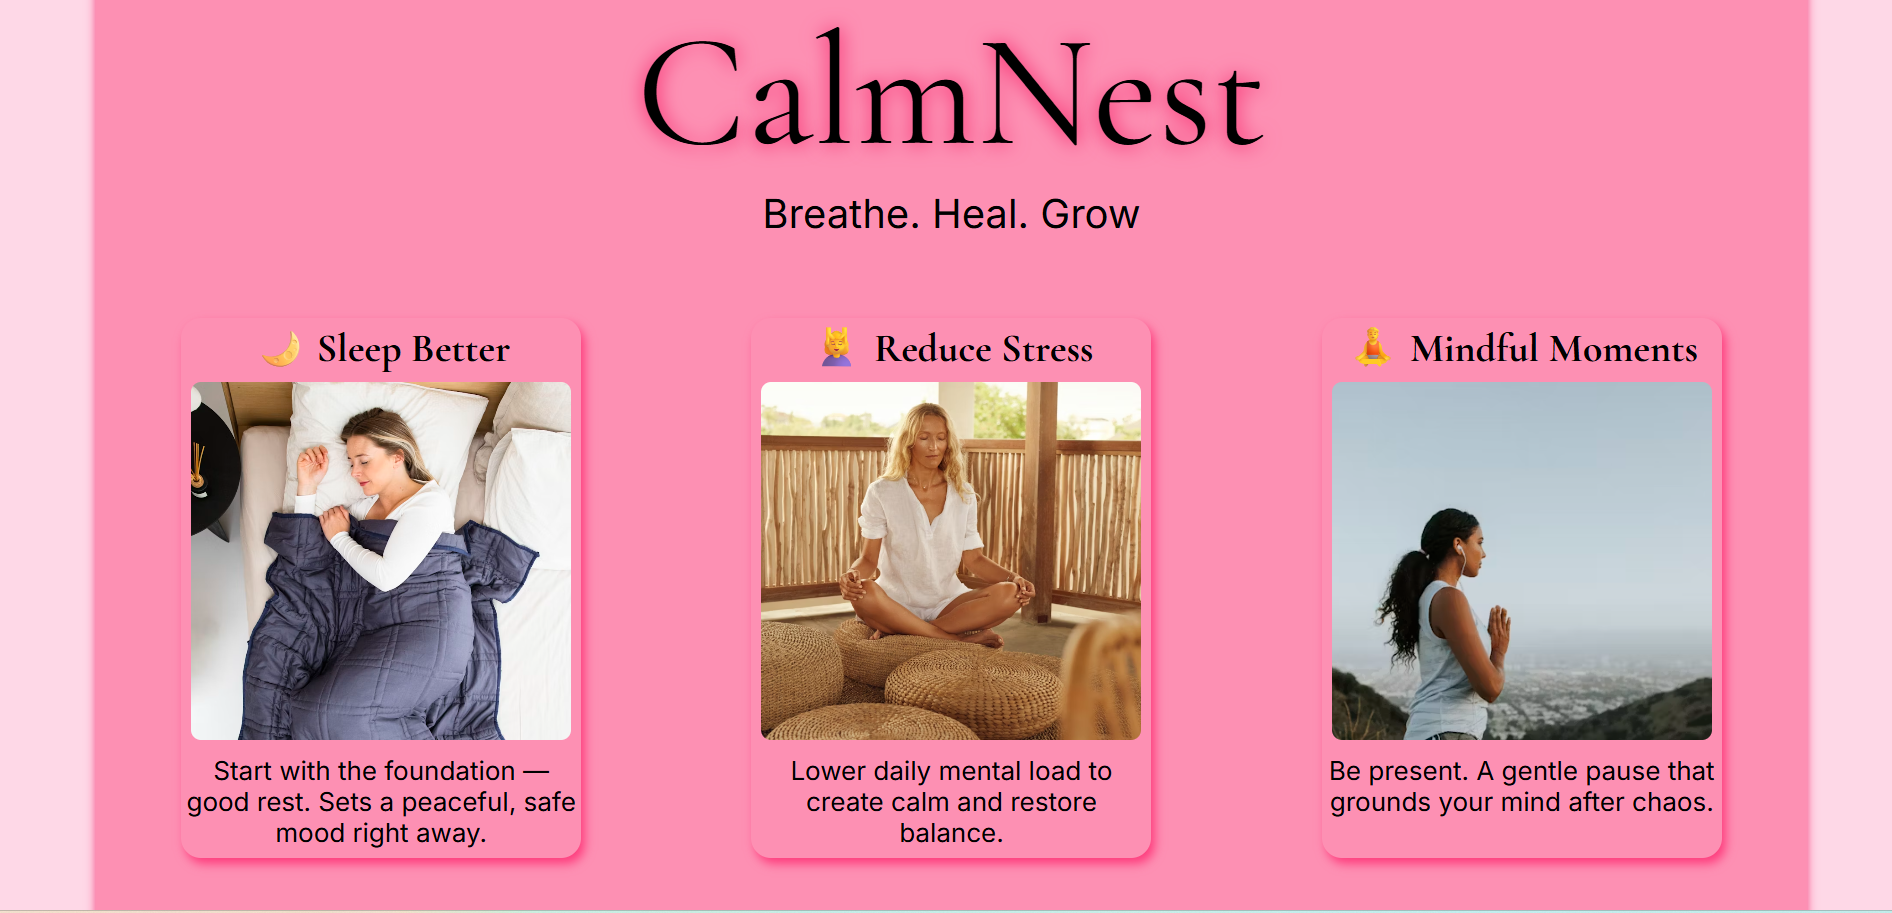 CalmNest
Breathe. Heal. Grow
🌙 Sleep Better
Start with the foundation —
good rest. Sets a peaceful, safe
mood right away.
💆 Reduce Stress
Lower daily mental load to
create calm and restore
balance.
🧘 Mindful Moments
Be present. A gentle pause that
grounds your mind after chaos.